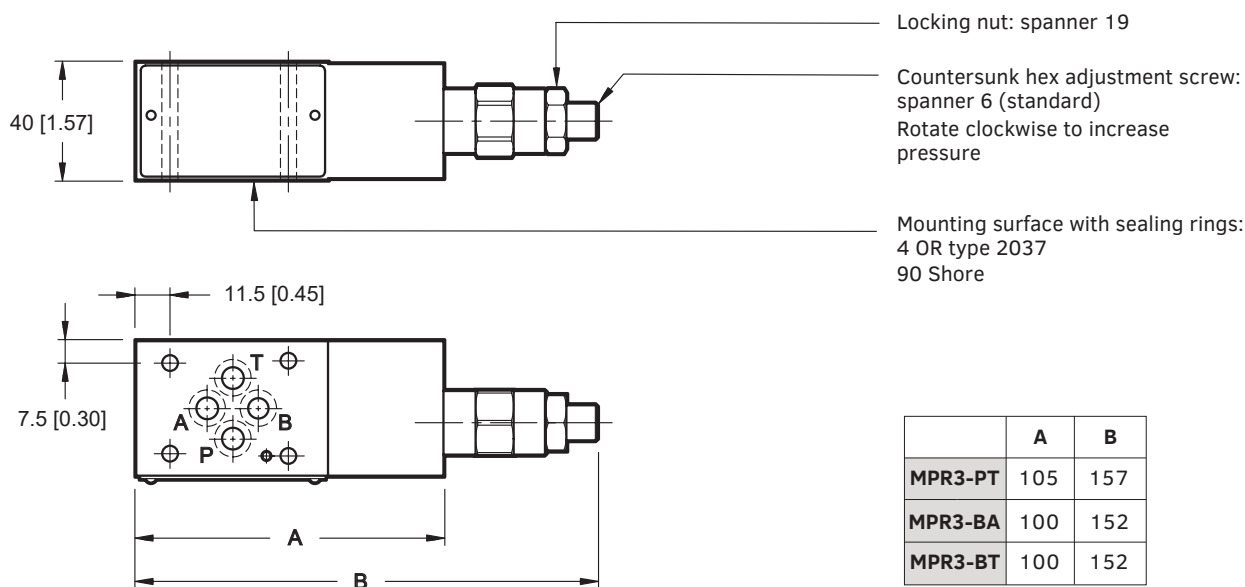 Locking nut: spanner 19
Countersunk hex adjustment screw:
spanner 6 (standard)
Rotate clockwise to increase
pressure
40 [1.57]
Mounting surface with sealing rings:
4 OR type 2037
90 Shore
11.5 [0.45]
7.5 [0.30]
T
A B
P
A
B
A B
MPR3-PT 105 157
MPR3-BA 100 152
MPR3-BT 100 152